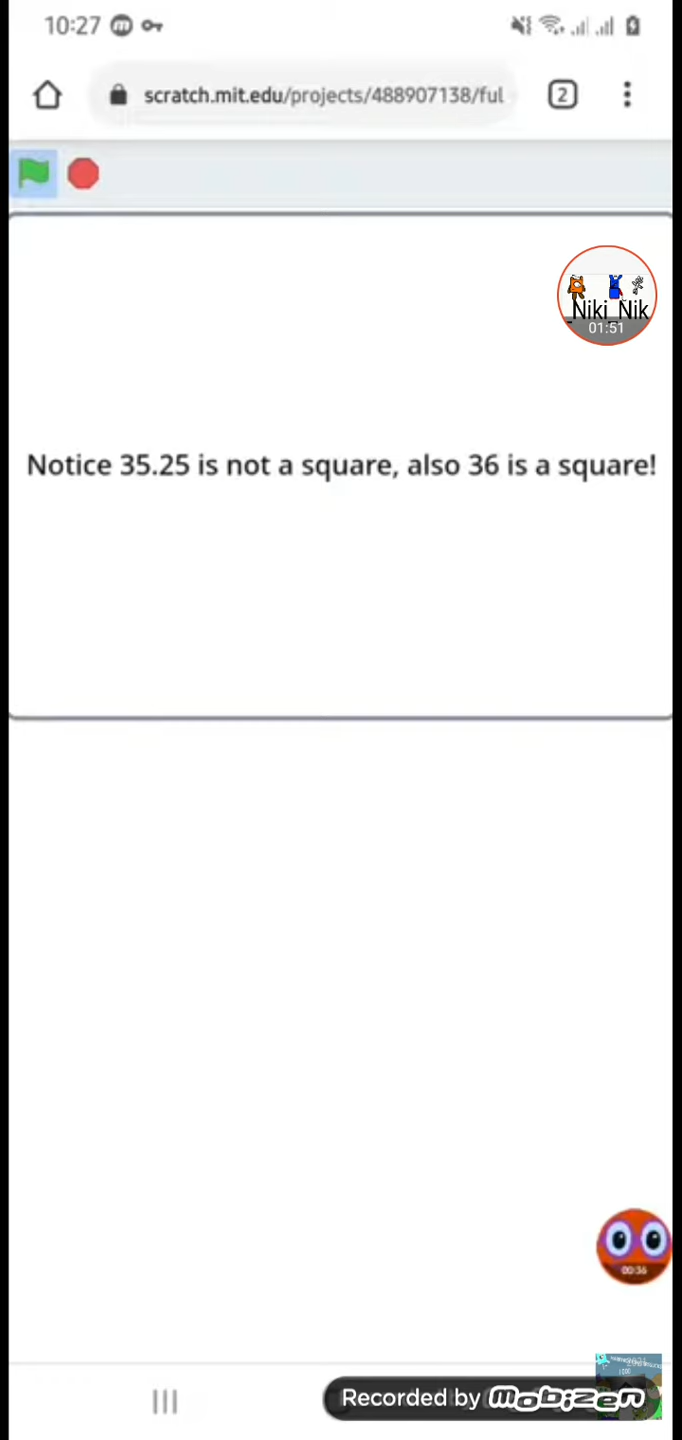 10:27
2
scratch.mit.edu/projects/488907138/ful
_Niki_Nik
01:51
Notice 35.25 is not a square, also 36 is a square!
00:36
Recorded by mobizen